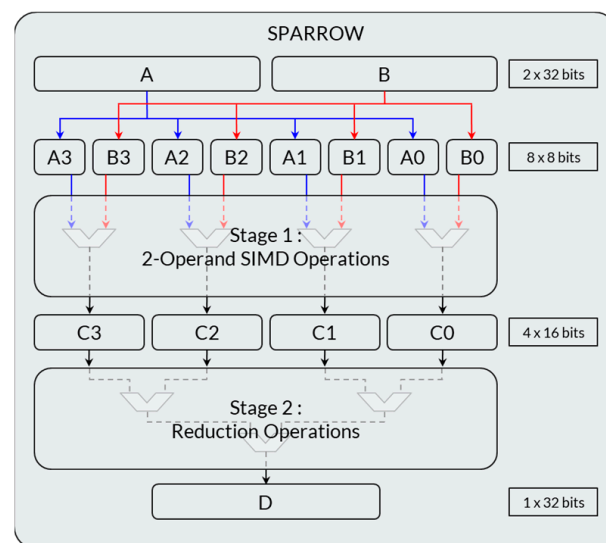 SPARROW
A B 2 x 32 bits
A3 B3 A2 B2 A1 B1 A0 B0 8 x 8 bits
Stage 1 :
2-Operand SIMD Operations
C3 C2 C1 C0 4 x 16 bits
Stage 2 :
Reduction Operations
D 1 x 32 bits